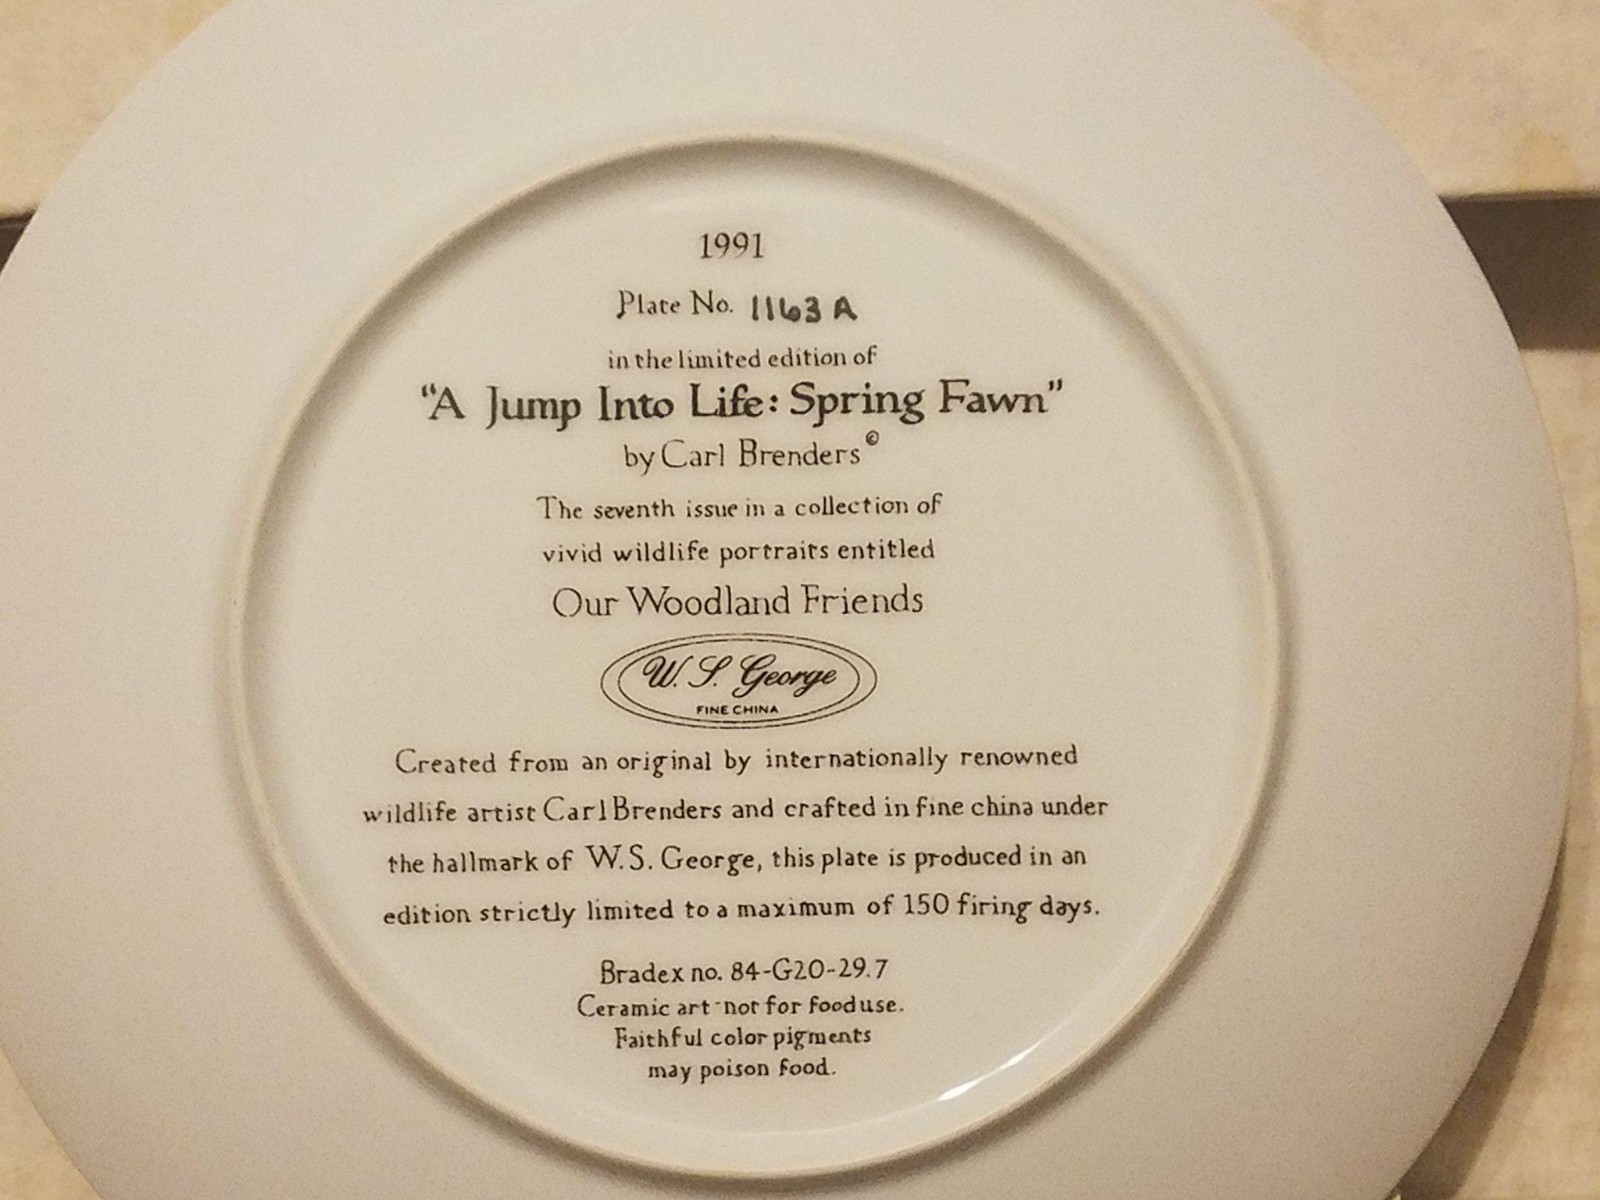 1991
Plate No. 1163 A
in the limited edition of
"A Jump Into Life: Spring Fawn"
by Carl Brenders©
The seventh issue in a collection of
vivid wildlife portraits entitled
Our Woodland Friends
W. S. George
FINE CHINA
Created from an original by internationally renowned
wildlife artist Carl Brenders and crafted in fine china under
the hallmark of W.S. George, this plate is produced in an
edition strictly limited to a maximum of 150 firing days.
Bradex no. 84-G20-29.7
Ceramic art - not for food use.
Faithful color pigments
may poison food.